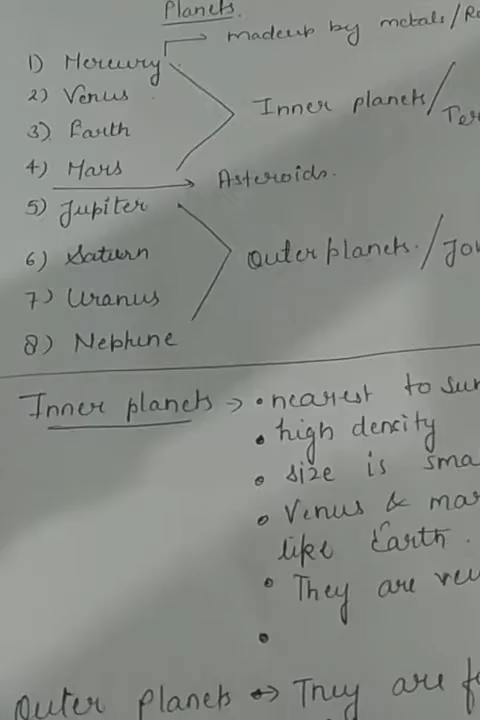 Planets.
madeup by metals/
1) Mercury
2) Venus
Inner planets/
3) Earth
4) Mars
Asteroids.
5) Jupiter
6) Saturn
Outer planets. /
7) Uranus
8) Nephune
Inner planets → • nearest to
• high dencity
• size is
• Venus &
like Earth.
• They are
•
Outer Planets → They are